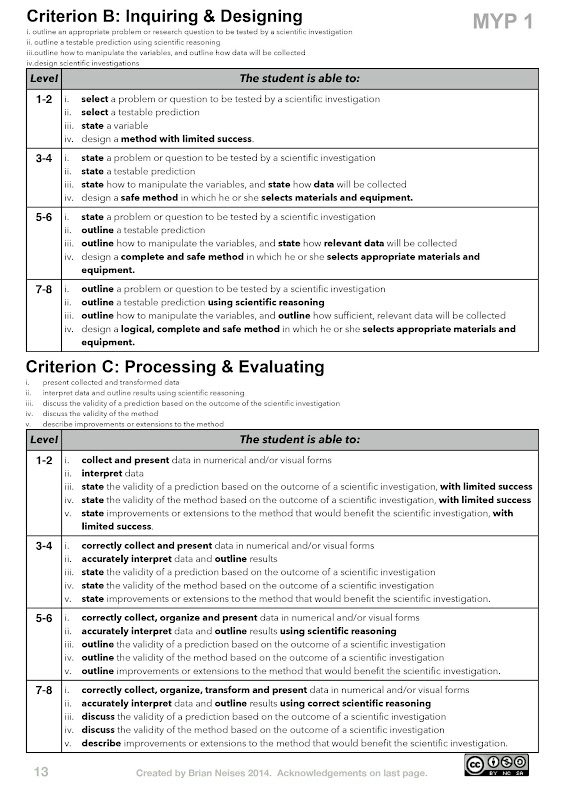 Criterion B: Inquiring & Designing
MYP 1
i. outline an appropriate problem or research question to be tested by a scientific investigation
ii. outline a testable prediction using scientific reasoning
iii.outline how to manipulate the variables, and outline how data will be collected
iv.design scientific investigations
Level The student is able to:
1-2 i. select a problem or question to be tested by a scientific investigation
ii. select a testable prediction
iii. state a variable
iv. design a method with limited success.
3-4 i. state a problem or question to be tested by a scientific investigation
ii. state a testable prediction
iii. state how to manipulate the variables, and state how data will be collected
iv. design a safe method in which he or she selects materials and equipment.
5-6 i. state a problem or question to be tested by a scientific investigation
ii. outline a testable prediction
iii. outline how to manipulate the variables, and state how relevant data will be collected
iv. design a complete and safe method in which he or she selects appropriate materials and
equipment.
7-8 i. outline a problem or question to be tested by a scientific investigation
ii. outline a testable prediction using scientific reasoning
iii. outline how to manipulate the variables, and outline how sufficient, relevant data will be collected
iv. design a logical, complete and safe method in which he or she selects appropriate materials and
equipment.
Criterion C: Processing & Evaluating
i. present collected and transformed data
ii. interpret data and outline results using scientific reasoning
iii. discuss the validity of a prediction based on the outcome of the scientific investigation
iv. discuss the validity of the method
v. describe improvements or extensions to the method
Level The student is able to:
1-2 i. collect and present data in numerical and/or visual forms
ii. interpret data
iii. state the validity of a prediction based on the outcome of a scientific investigation, with limited success
iv. state the validity of the method based on the outcome of a scientific investigation, with limited success
v. state improvements or extensions to the method that would benefit the scientific investigation, with
limited success.
3-4 i. correctly collect and present data in numerical and/or visual forms
ii. accurately interpret data and outline results
iii. state the validity of a prediction based on the outcome of a scientific investigation
iv. state the validity of the method based on the outcome of a scientific investigation
v. state improvements or extensions to the method that would benefit the scientific investigation.
5-6 i. correctly collect, organize and present data in numerical and/or visual forms
ii. accurately interpret data and outline results using scientific reasoning
iii. outline the validity of a prediction based on the outcome of a scientific investigation
iv. outline the validity of the method based on the outcome of a scientific investigation
v. outline improvements or extensions to the method that would benefit the scientific investigation.
7-8 i. correctly collect, organize, transform and present data in numerical and/or visual forms
ii. accurately interpret data and outline results using correct scientific reasoning
iii. discuss the validity of a prediction based on the outcome of a scientific investigation
iv. discuss the validity of the method based on the outcome of a scientific investigation
v. describe improvements or extensions to the method that would benefit the scientific investigation.
13 Created by Brian Neises 2014. Acknowledgements on last page.
cc BY NC SA